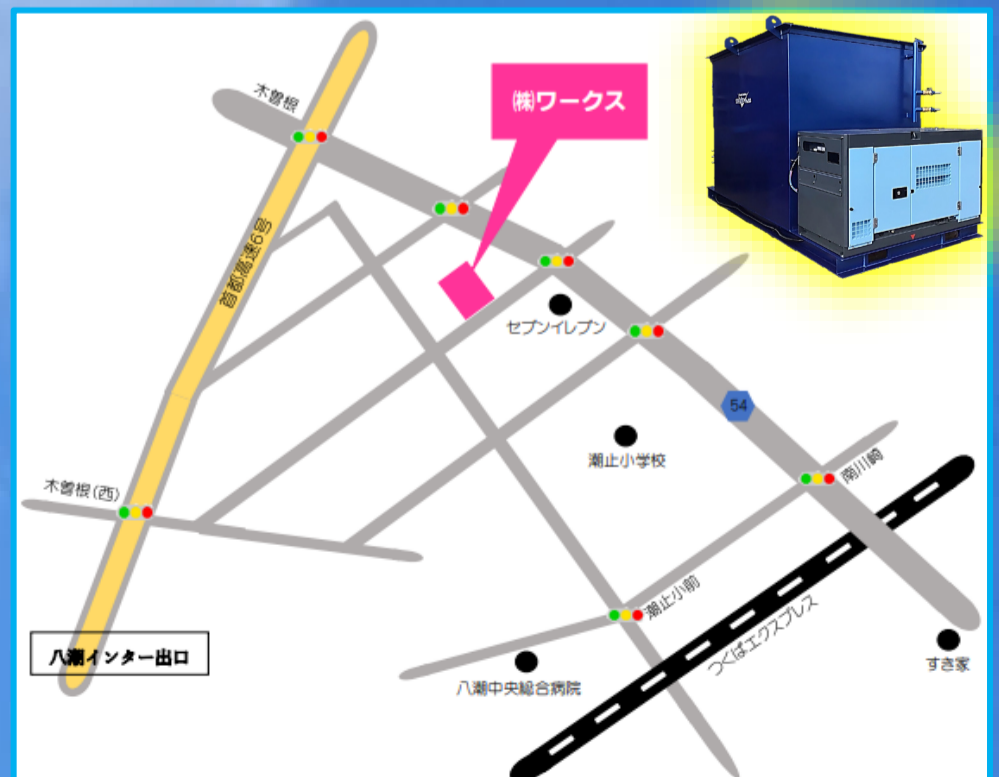 木曽根
㈱ワークス
首都高速6号
セブンイレブン
54
潮止小学校
南川崎
木曽根(西)
潮止小前
つくばエクスプレス
八潮インター出口
八潮中央総合病院
すき家